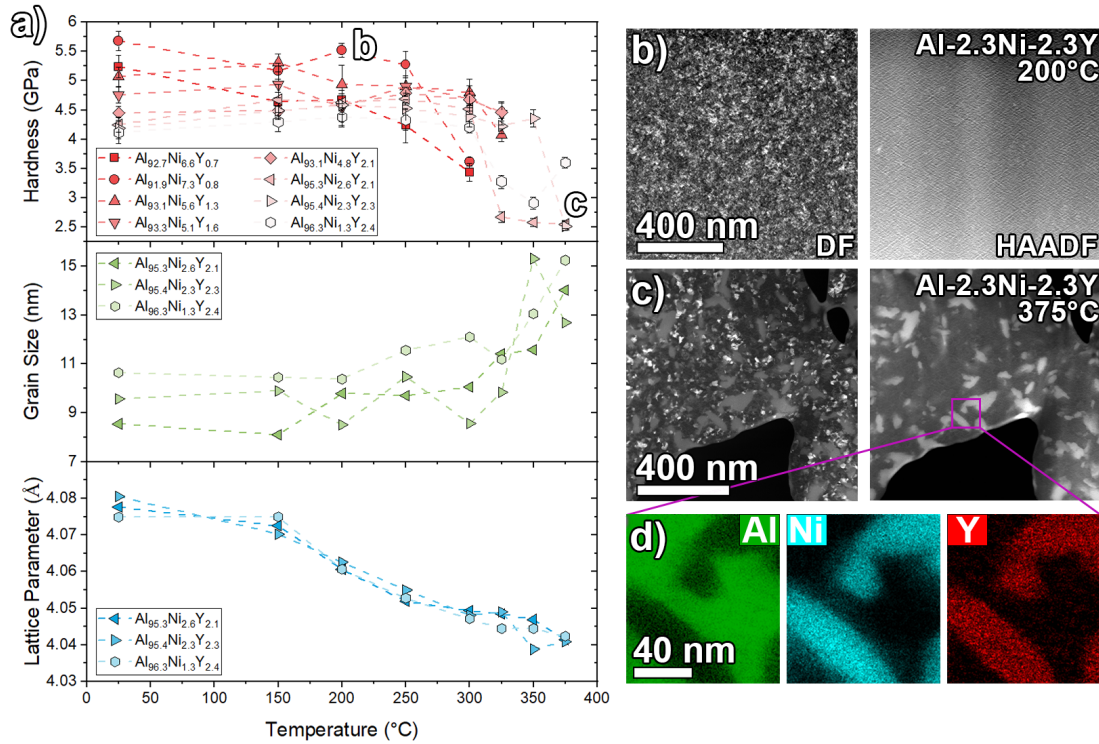 a)
Hardness (GPa)
6
5.5
5
4.5
4
3.5
3
2.5
b
c
Al92.7Ni6.6Y0.7
Al91.9Ni7.3Y0.8
Al93.1Ni5.6Y1.3
Al93.3Ni5.1Y1.6
Al93.1Ni4.8Y2.1
Al95.3Ni2.6Y2.1
Al95.4Ni2.3Y2.3
Al96.3Ni1.3Y2.4
Grain Size (nm)
15
13
11
9
7
Al95.3Ni2.6Y2.1
Al95.4Ni2.3Y2.3
Al96.3Ni1.3Y2.4
Lattice Parameter (Å)
4.08
4.07
4.06
4.05
4.04
4.03
Al95.3Ni2.6Y2.1
Al95.4Ni2.3Y2.3
Al96.3Ni1.3Y2.4
0 50 100 150 200 250 300 350 400
Temperature (°C)
b)
400 nm
DF
Al-2.3Ni-2.3Y
200°C
HAADF
c)
400 nm
Al-2.3Ni-2.3Y
375°C
d)
Al
40 nm
Ni
Y